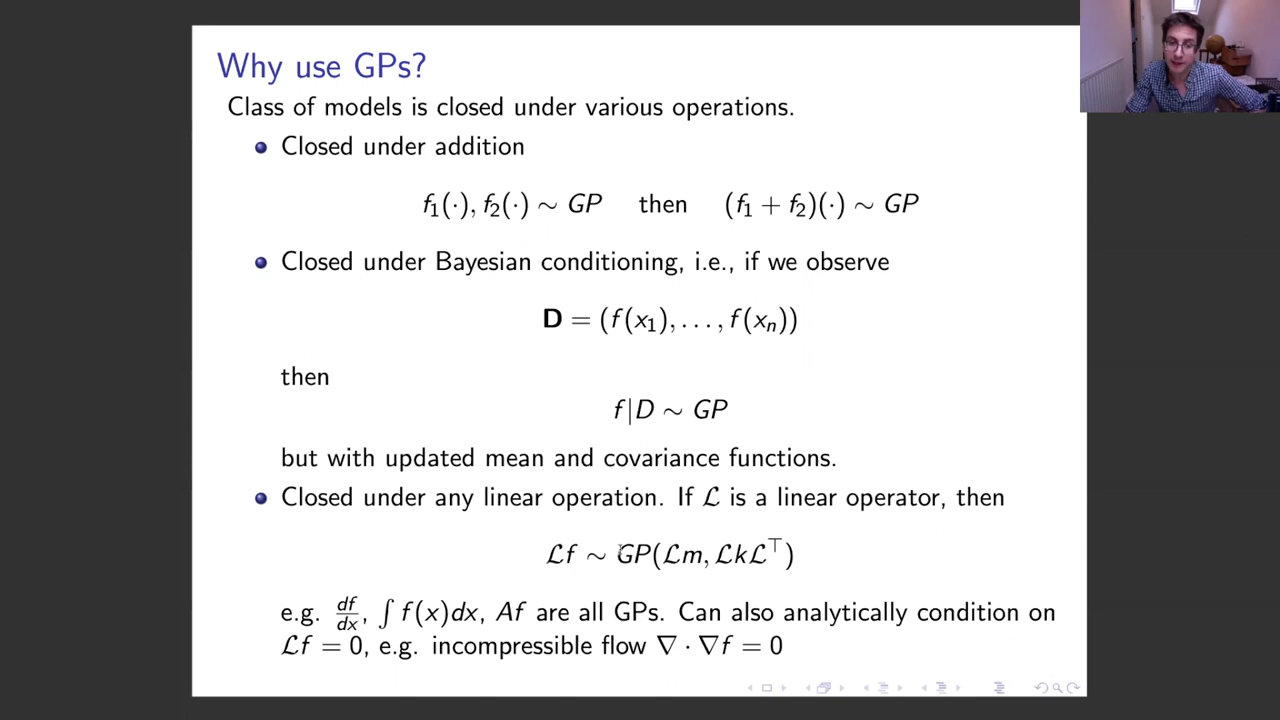 Why use GPs?
Class of models is closed under various operations.
Closed under addition
f₁(·), f₂(·) ∼ GP then (f₁ + f₂)(·) ∼ GP
Closed under Bayesian conditioning, i.e., if we observe
D = (f(x₁), . . . , f(xₙ))
then
f|D ∼ GP
but with updated mean and covariance functions.
Closed under any linear operation. If ℒ is a linear operator, then
ℒf ∼ GP(ℒm, ℒkℒ⊤)
e.g. df/dx, ∫ f(x)dx, Af are all GPs. Can also analytically condition on
ℒf = 0, e.g. incompressible flow ∇ · ∇f = 0